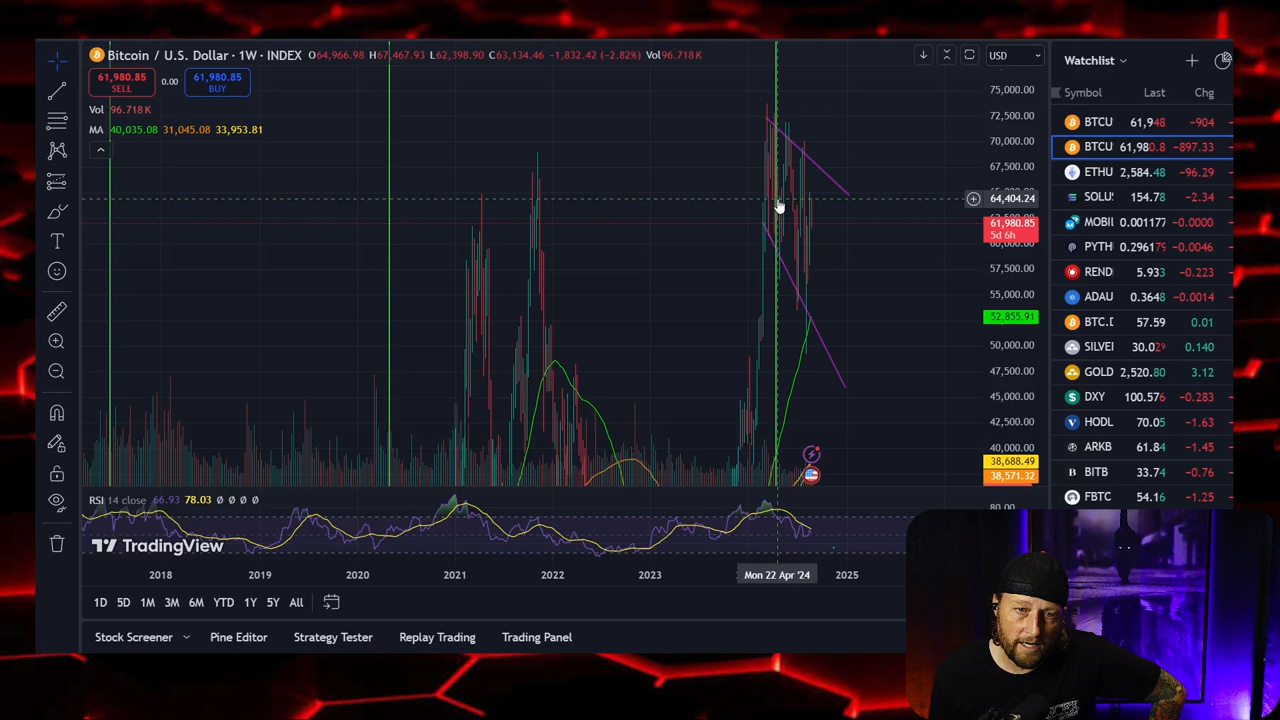 Bitcoin / U.S. Dollar · 1W · INDEX O64,966.98 H67,467.93 L62,398.90 C63,134.46 −1,832.42 (−2.82%) Vol96.718 K
USD
61,980.85
SELL
0.00
61,980.85
BUY
Vol 96.718 K
MA 40,035.08 31,045.08 33,953.81
75,000.00
72,500.00
70,000.00
67,500.00
64,404.24
61,980.85
5d 6h
60,000.00
57,500.00
55,000.00
52,855.91
50,000.00
47,500.00
45,000.00
42,500.00
40,000.00
38,688.49
38,571.32
RSI 14 close 66.93 78.03 Ø Ø Ø Ø
80.00
TradingView
2018
2019
2020
2021
2022
2023
Mon 22 Apr '24
2025
1D 5D 1M 3M 6M YTD 1Y 5Y All
Stock Screener
Pine Editor
Strategy Tester
Replay Trading
Trading Panel
Watchlist
Symbol Last Chg
BTCU 61,948 −904
BTCU 61,980.8 −897.33
ETHU 2,584.48 −96.29
SOLU 154.78 −2.34
MOBI 0.001177 −0.0000
PYTH 0.296179 −0.0046
REND 5.933 −0.223
ADAU 0.3648 −0.0014
BTC.D 57.59 0.01
SILVE 30.029 0.140
GOLD 2,520.80 3.12
DXY 100.576 −0.283
HODL 70.05 −1.63
ARKB 61.84 −1.45
BITB 33.74 −0.76
FBTC 54.16 −1.25